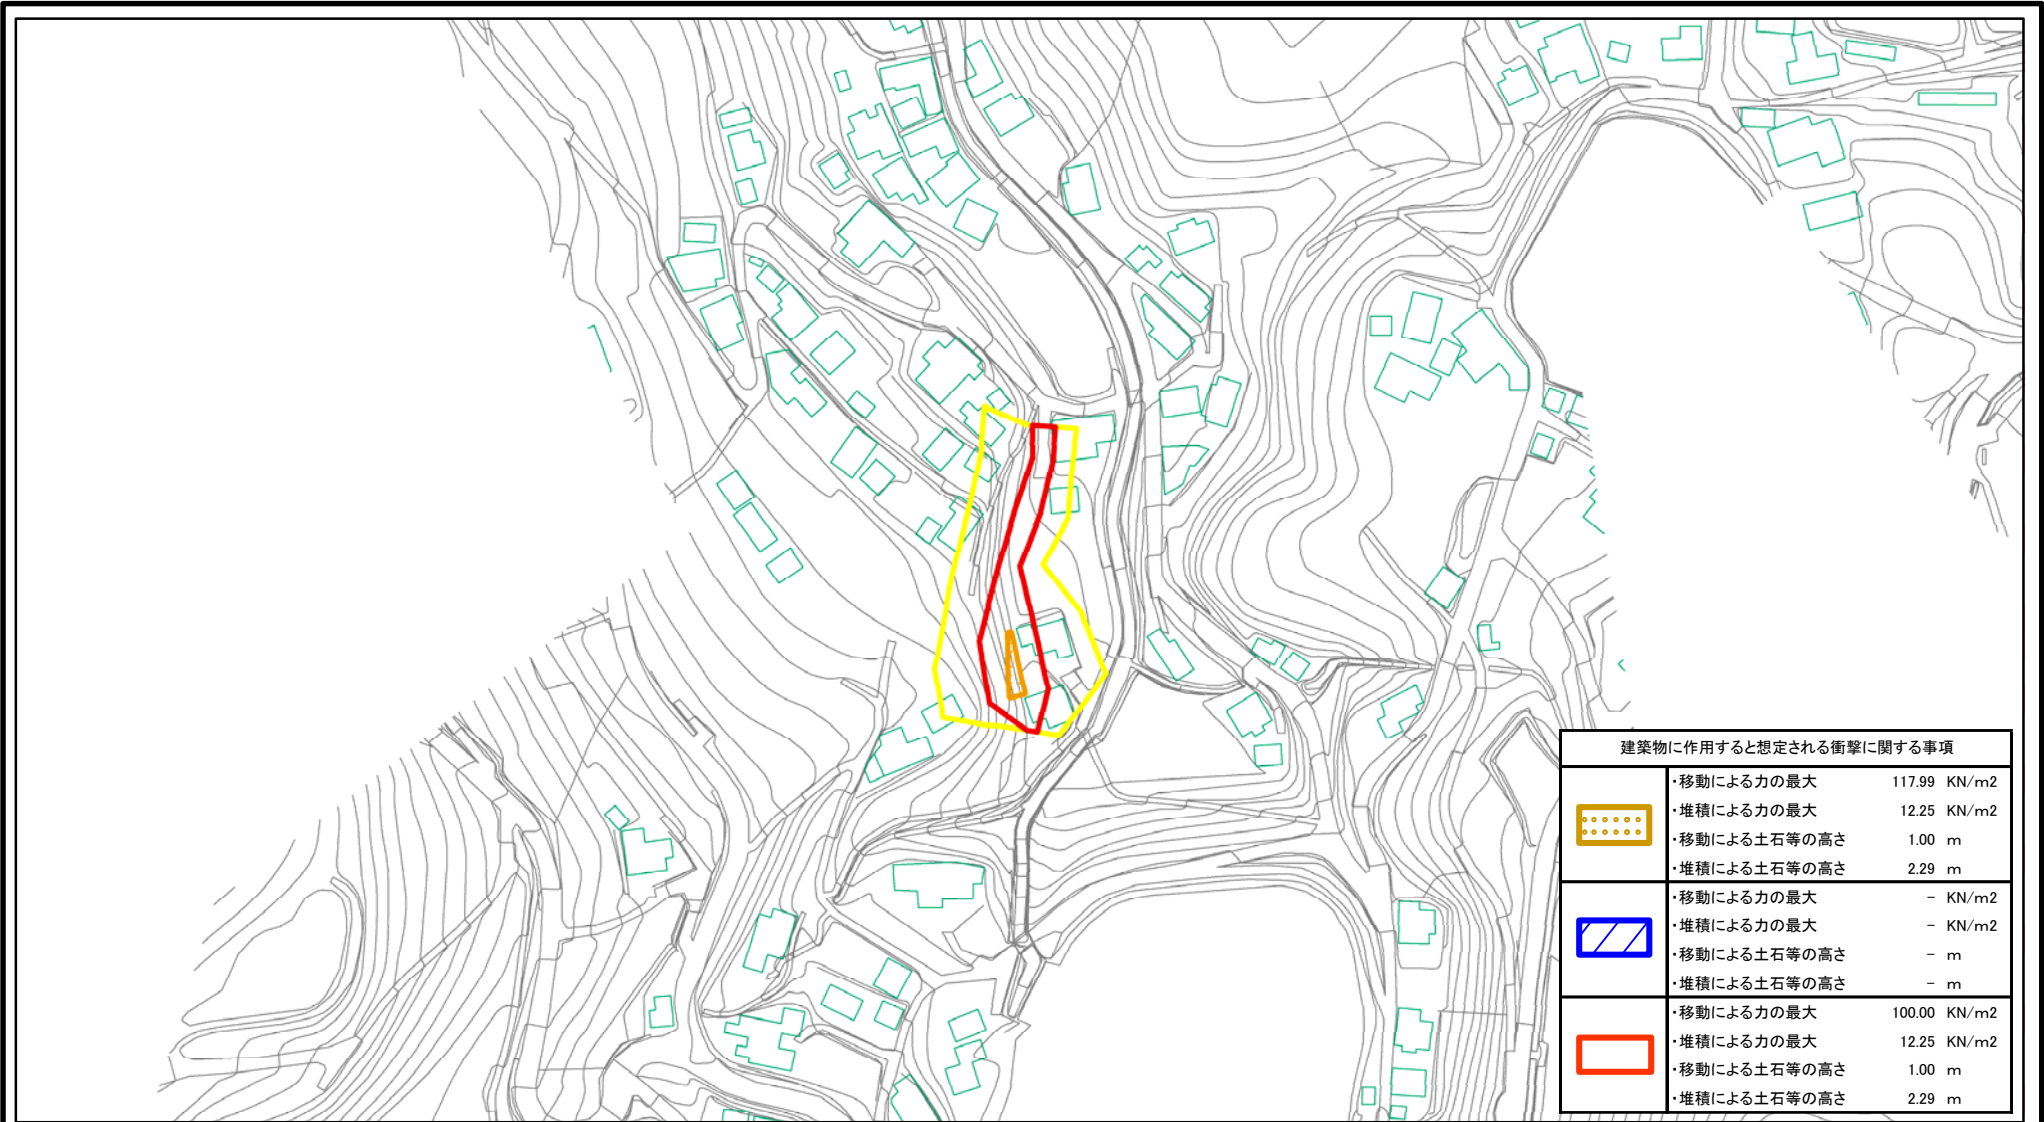 建築物に作用すると想定される衝撃に関する事項
・移動による力の最大 117.99 KN/m2
・堆積による力の最大 12.25 KN/m2
・移動による土石等の高さ 1.00 m
・堆積による土石等の高さ 2.29 m
・移動による力の最大 － KN/m2
・堆積による力の最大 － KN/m2
・移動による土石等の高さ － m
・堆積による土石等の高さ － m
・移動による力の最大 100.00 KN/m2
・堆積による力の最大 12.25 KN/m2
・移動による土石等の高さ 1.00 m
・堆積による土石等の高さ 2.29 m